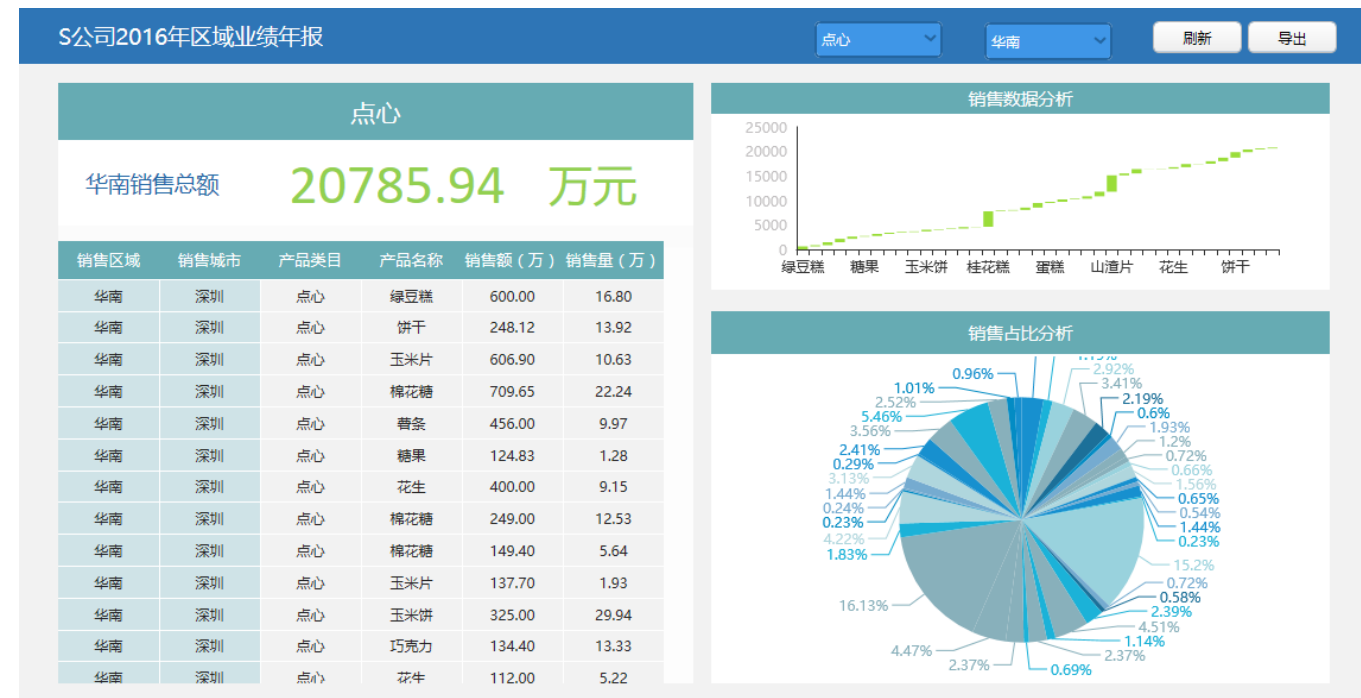 S公司2016年区域业绩年报
点心
华南
刷新
导出
点心
华南销售总额 20785.94 万元
销售区域 销售城市 产品类目 产品名称 销售额（万） 销售量（万）
华南 深圳 点心 绿豆糕 600.00 16.80
华南 深圳 点心 饼干 248.12 13.92
华南 深圳 点心 玉米片 606.90 10.63
华南 深圳 点心 棉花糖 709.65 22.24
华南 深圳 点心 薯条 456.00 9.97
华南 深圳 点心 糖果 124.83 1.28
华南 深圳 点心 花生 400.00 9.15
华南 深圳 点心 棉花糖 249.00 12.53
华南 深圳 点心 棉花糖 149.40 5.64
华南 深圳 点心 玉米片 137.70 1.93
华南 深圳 点心 玉米饼 325.00 29.94
华南 深圳 点心 巧克力 134.40 13.33
华南 深圳 点心 花生 112.00 5.22
销售数据分析
25000
20000
15000
10000
5000
0
绿豆糕 糖果 玉米饼 桂花糕 蛋糕 山渣片 花生 饼干
销售占比分析
0.96%
1.01%
2.52%
5.46%
3.56%
2.41%
0.29%
3.13%
1.44%
0.24%
0.23%
4.22%
1.83%
16.13%
4.47%
2.37%
2.92%
3.41%
2.19%
0.6%
1.93%
1.2%
0.72%
0.66%
1.56%
0.65%
0.54%
1.44%
0.23%
15.2%
0.72%
0.58%
2.39%
4.51%
1.14%
2.37%
0.69%